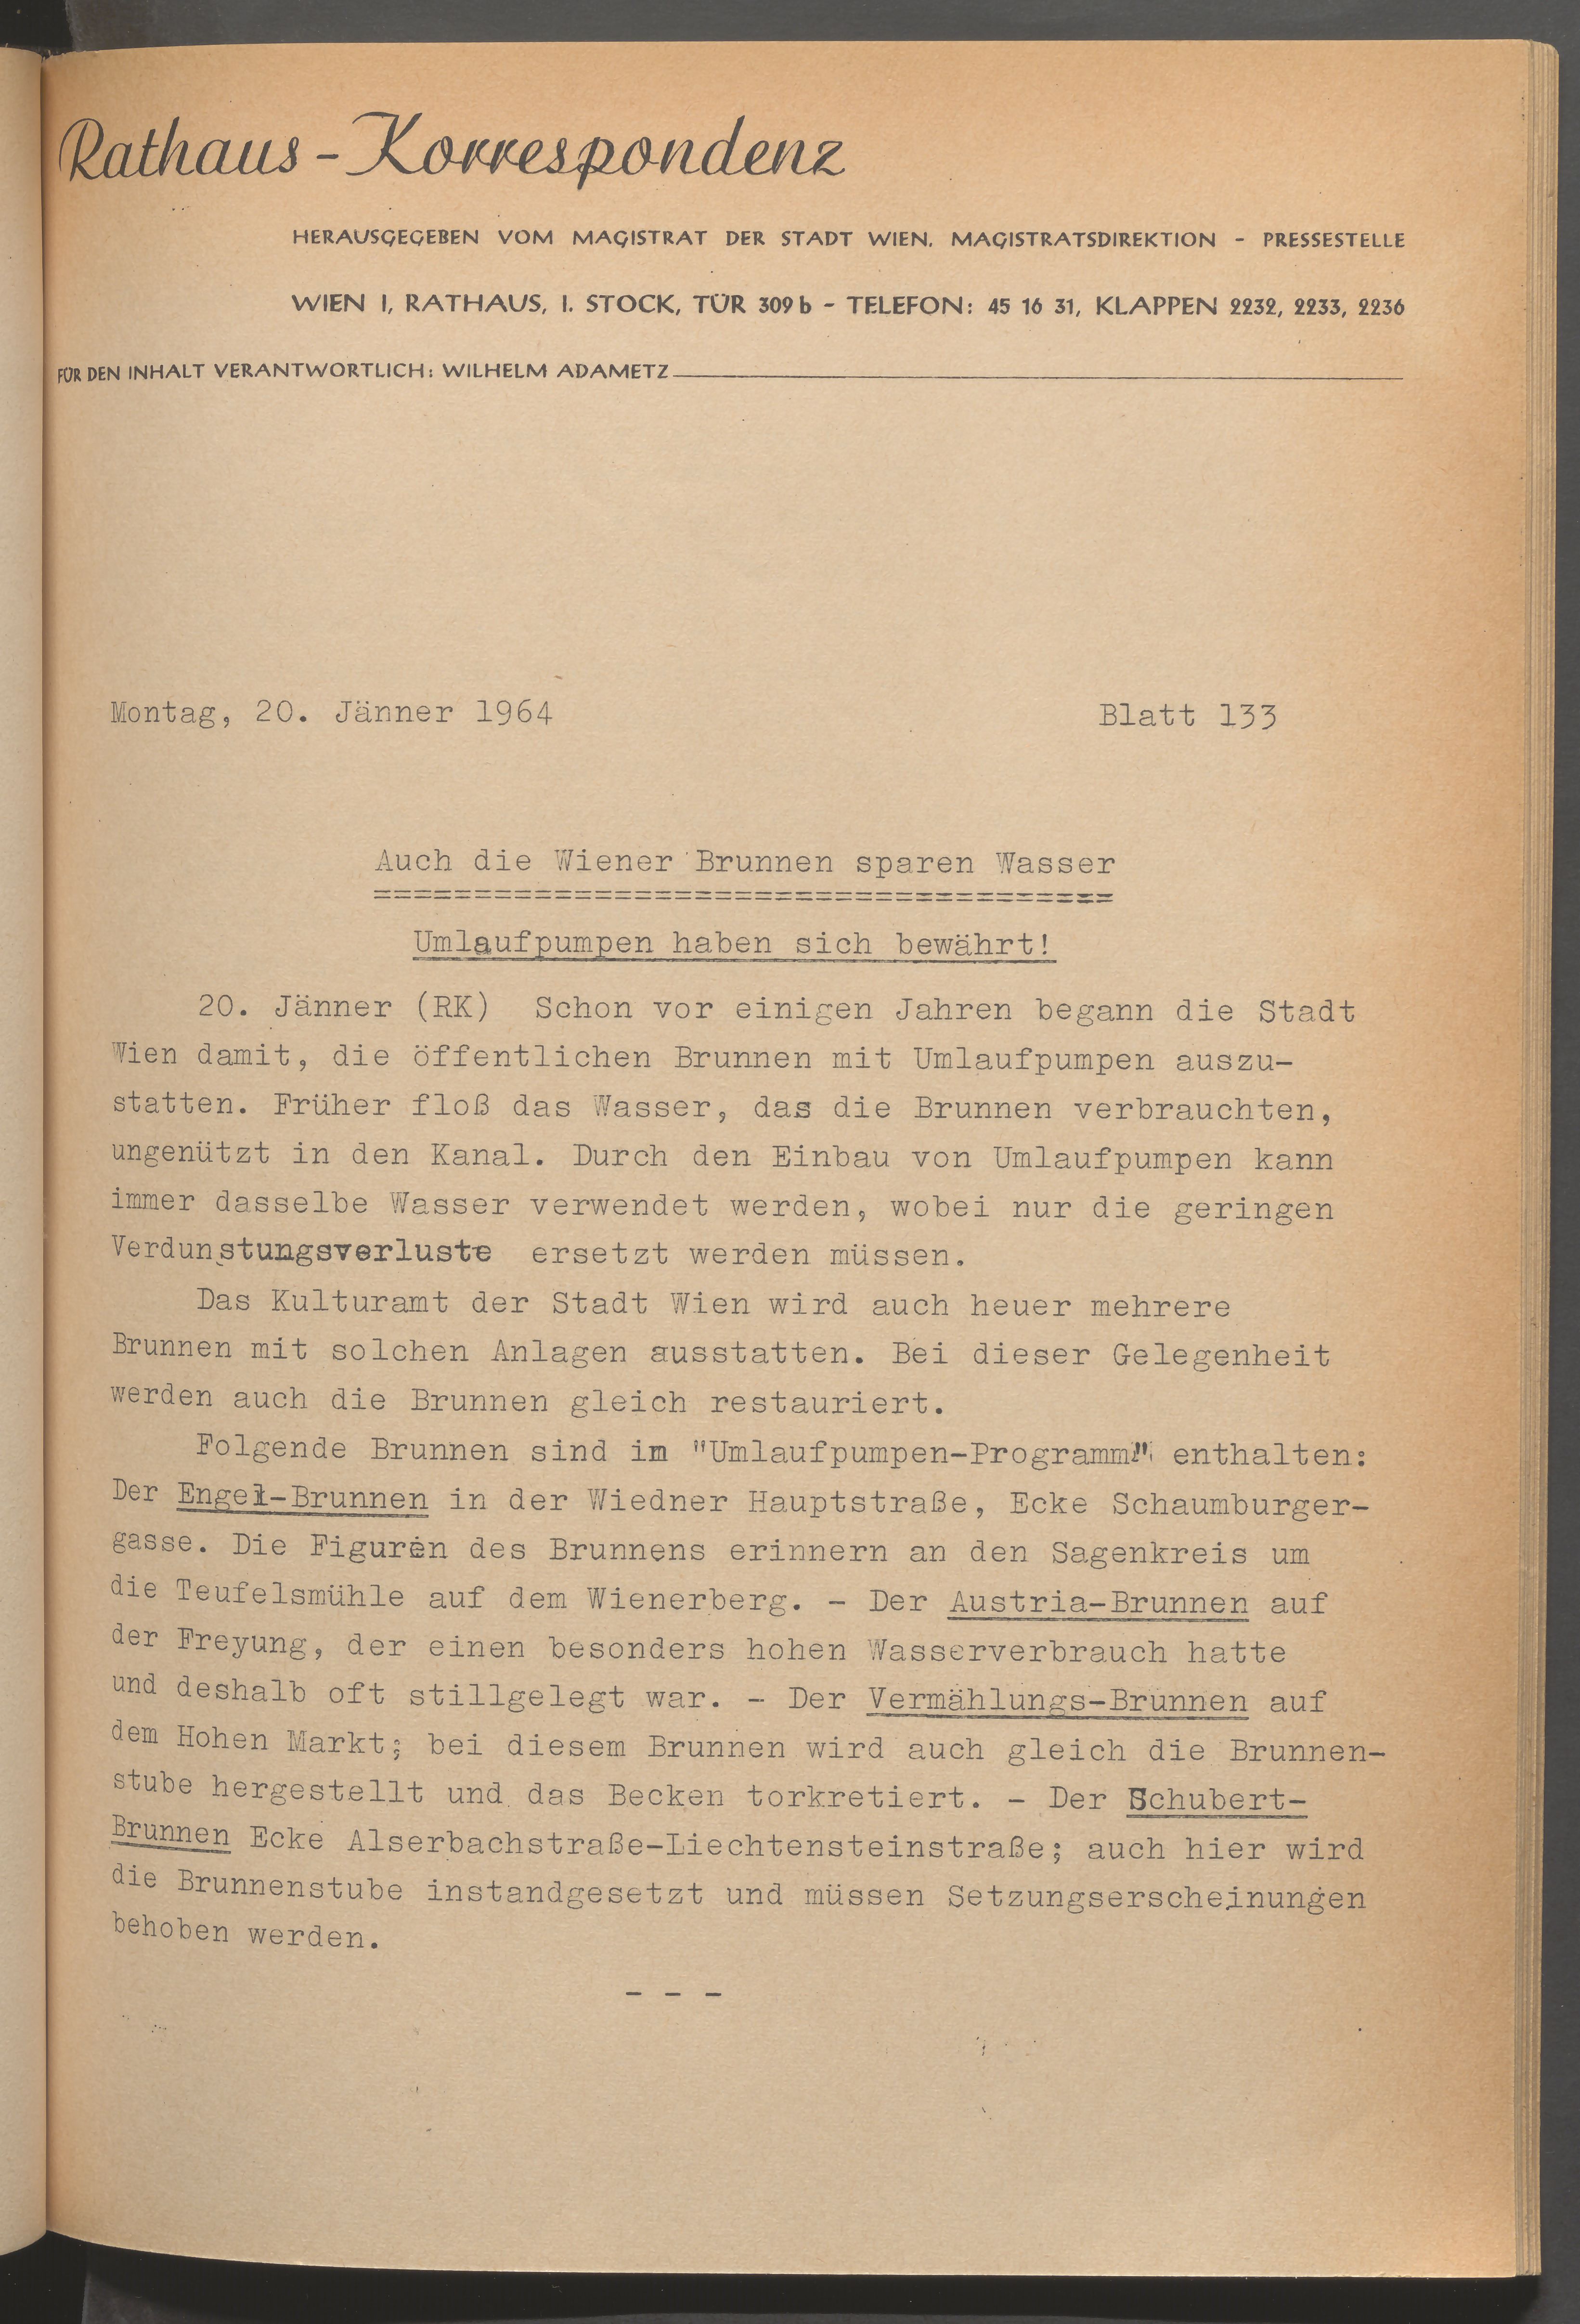 Rathaus-Korrespondenz
HERAUSGEGEBEN VOM MAGISTRAT DER STADT WIEN. MAGISTRATSDIREKTION - PRESSESTELLE
WIEN I, RATHAUS, I. STOCK, TÜR 309 b - TELEFON: 45 16 31, KLAPPEN 2232, 2233, 2236
FÜR DEN INHALT VERANTWORTLICH: WILHELM ADAMETZ
Montag, 20. Jänner 1964 Blatt 133
Auch die Wiener Brunnen sparen Wasser
=====================================
Umlaufpumpen haben sich bewährt!
20. Jänner (RK) Schon vor einigen Jahren begann die Stadt
Wien damit, die öffentlichen Brunnen mit Umlaufpumpen auszu-
statten. Früher floß das Wasser, das die Brunnen verbrauchten,
ungenützt in den Kanal. Durch den Einbau von Umlaufpumpen kann
immer dasselbe Wasser verwendet werden, wobei nur die geringen
Verdunstungsverluste ersetzt werden müssen.
Das Kulturamt der Stadt Wien wird auch heuer mehrere
Brunnen mit solchen Anlagen ausstatten. Bei dieser Gelegenheit
werden auch die Brunnen gleich restauriert.
Folgende Brunnen sind im "Umlaufpumpen-Programm" enthalten:
Der Engel-Brunnen in der Wiedner Hauptstraße, Ecke Schaumburger-
gasse. Die Figuren des Brunnens erinnern an den Sagenkreis um
die Teufelsmühle auf dem Wienerberg. - Der Austria-Brunnen auf
der Freyung, der einen besonders hohen Wasserverbrauch hatte
und deshalb oft stillgelegt war. - Der Vermählungs-Brunnen auf
dem Hohen Markt; bei diesem Brunnen wird auch gleich die Brunnen-
stube hergestellt und das Becken torkretiert. - Der Schubert-
Brunnen Ecke Alserbachstraße-Liechtensteinstraße; auch hier wird
die Brunnenstube instandgesetzt und müssen Setzungserscheinungen
behoben werden.
- - -